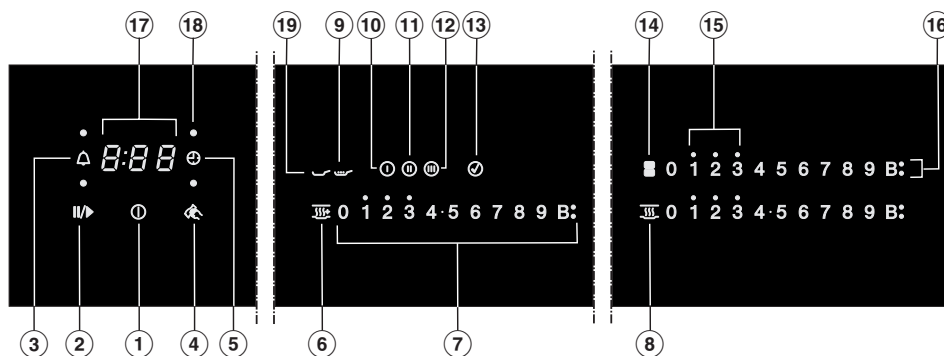 17 18 19 9 10 11 12 13 14 15 16
8:88
I II III
0 1 2 3 4 5 6 7 8 9 B:
3 5
0 1 2 3 4·5 6 7 8 9 B:
0 1 2 3 4·5 6 7 8 9 B:
2 1 4 6 7 8